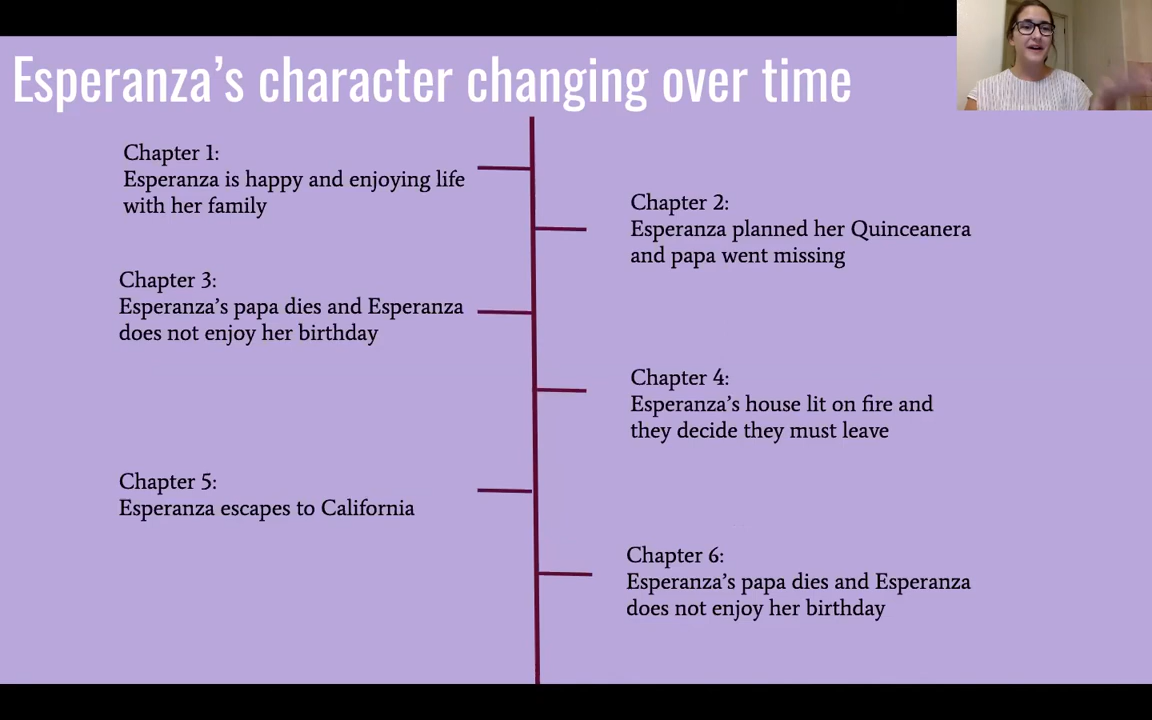 Esperanza's character changing over time
Chapter 1:
Esperanza is happy and enjoying life
with her family
Chapter 2:
Esperanza planned her Quinceanera
and papa went missing
Chapter 3:
Esperanza's papa dies and Esperanza
does not enjoy her birthday
Chapter 4:
Esperanza's house lit on fire and
they decide they must leave
Chapter 5:
Esperanza escapes to California
Chapter 6:
Esperanza's papa dies and Esperanza
does not enjoy her birthday